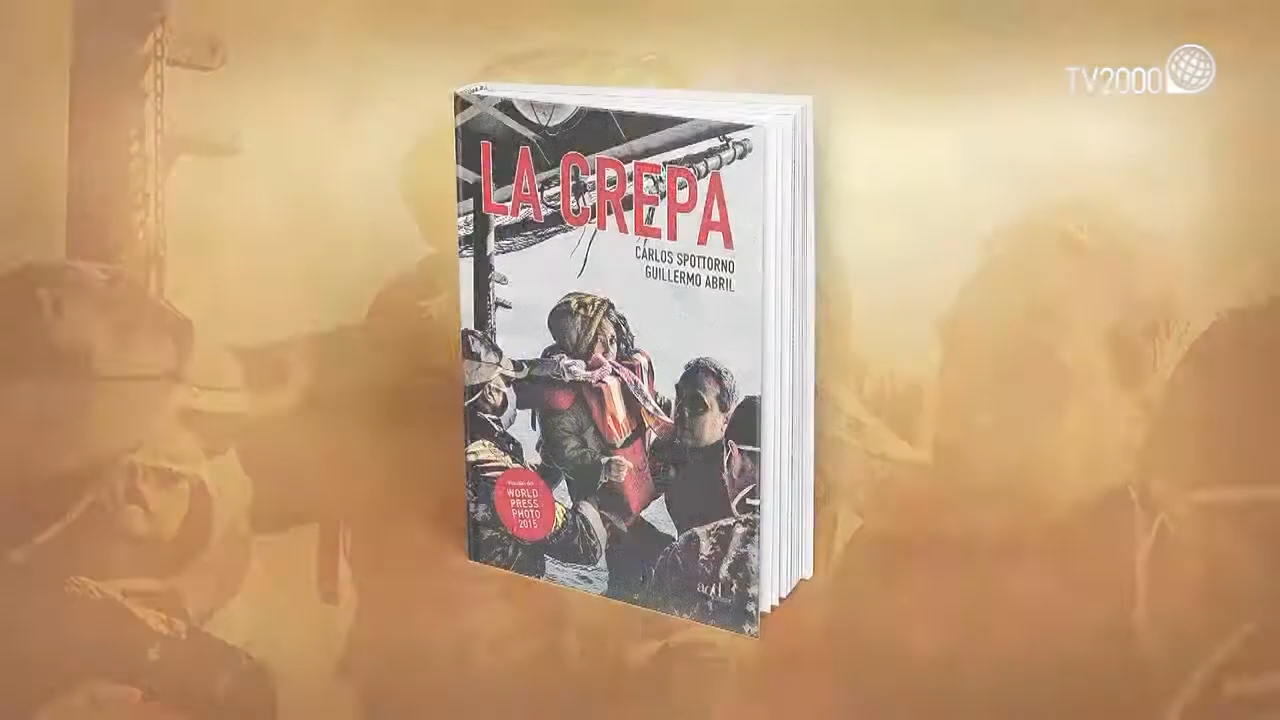 TV2000
LA CREPA
CARLOS SPOTTORNO
GUILLERMO ABRIL
WORLD
PRESS
PHOTO
2015